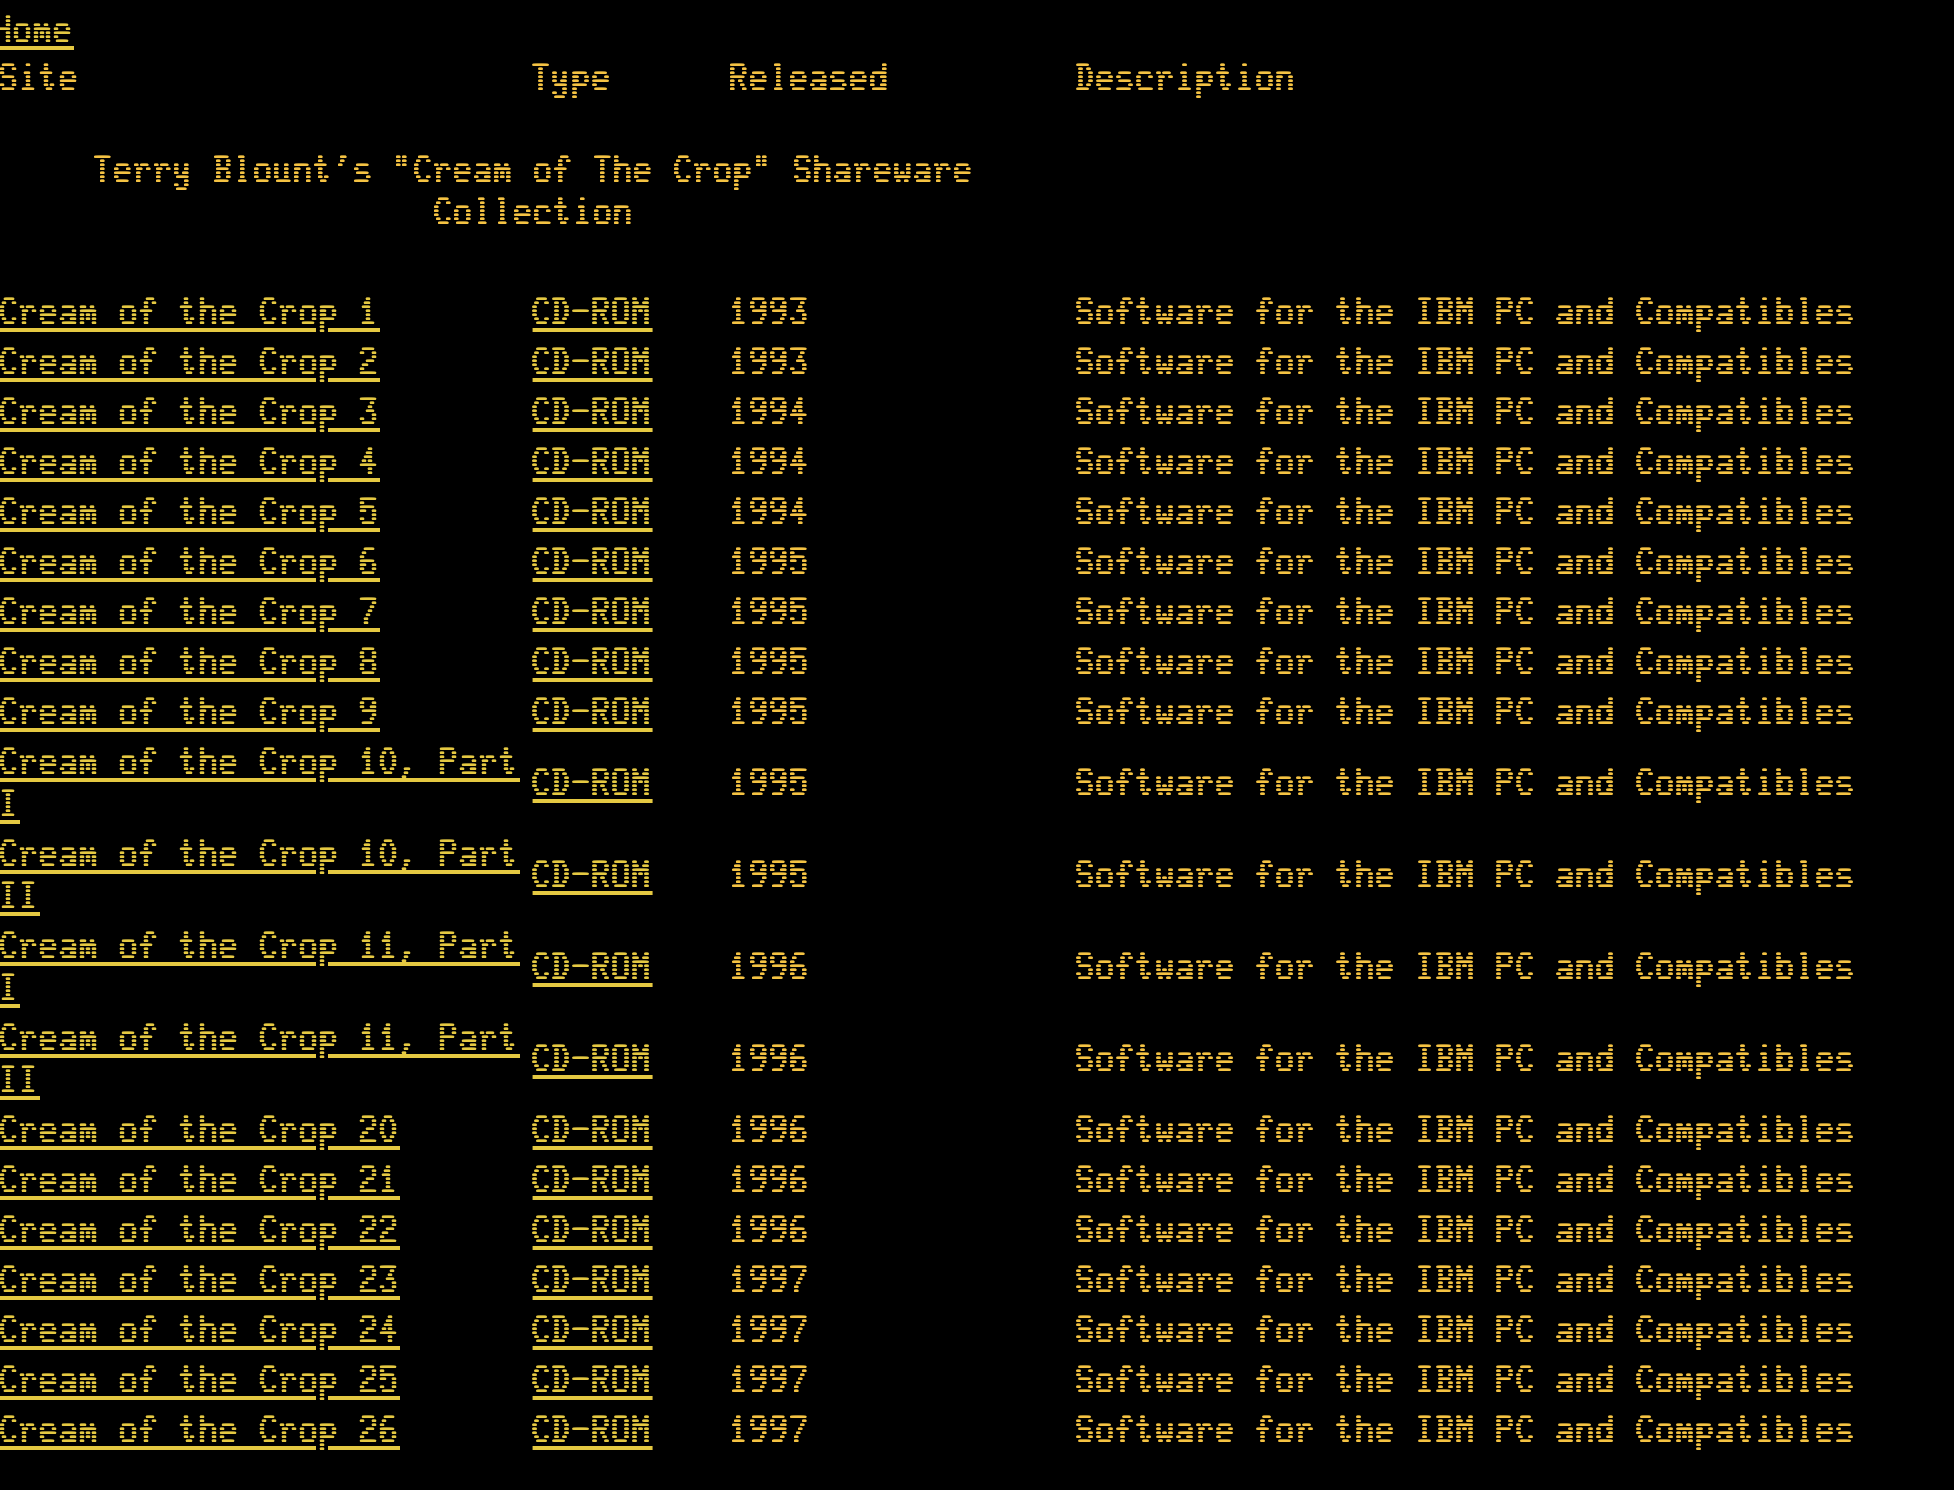 Home
Site Type Released Description
Terry Blount's "Cream of The Crop" Shareware
Collection
Cream of the Crop 1 CD-ROM 1993 Software for the IBM PC and Compatibles
Cream of the Crop 2 CD-ROM 1993 Software for the IBM PC and Compatibles
Cream of the Crop 3 CD-ROM 1994 Software for the IBM PC and Compatibles
Cream of the Crop 4 CD-ROM 1994 Software for the IBM PC and Compatibles
Cream of the Crop 5 CD-ROM 1994 Software for the IBM PC and Compatibles
Cream of the Crop 6 CD-ROM 1995 Software for the IBM PC and Compatibles
Cream of the Crop 7 CD-ROM 1995 Software for the IBM PC and Compatibles
Cream of the Crop 8 CD-ROM 1995 Software for the IBM PC and Compatibles
Cream of the Crop 9 CD-ROM 1995 Software for the IBM PC and Compatibles
Cream of the Crop 10, Part
I
CD-ROM 1995 Software for the IBM PC and Compatibles
Cream of the Crop 10, Part
II
CD-ROM 1995 Software for the IBM PC and Compatibles
Cream of the Crop 11, Part
I
CD-ROM 1996 Software for the IBM PC and Compatibles
Cream of the Crop 11, Part
II
CD-ROM 1996 Software for the IBM PC and Compatibles
Cream of the Crop 20 CD-ROM 1996 Software for the IBM PC and Compatibles
Cream of the Crop 21 CD-ROM 1996 Software for the IBM PC and Compatibles
Cream of the Crop 22 CD-ROM 1996 Software for the IBM PC and Compatibles
Cream of the Crop 23 CD-ROM 1997 Software for the IBM PC and Compatibles
Cream of the Crop 24 CD-ROM 1997 Software for the IBM PC and Compatibles
Cream of the Crop 25 CD-ROM 1997 Software for the IBM PC and Compatibles
Cream of the Crop 26 CD-ROM 1997 Software for the IBM PC and Compatibles